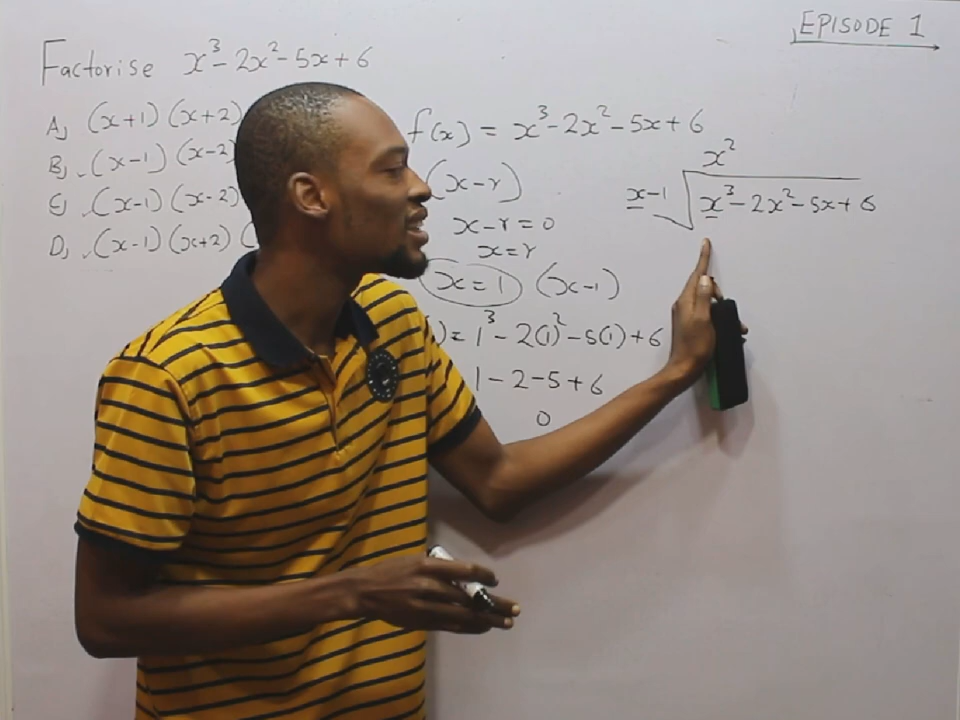 EPISODE 1
Factorise x³ - 2x² - 5x + 6
A) (x+1) (x+2)
B) (x-1) (x-2
C) (x-1) (x-2
D) (x-1) (x+2) (
f(x) = x³ - 2x² - 5x + 6
(x-r)
x-r = 0
x = r
x = 1 (x-1)
) = 1³ - 2(1)² - 5(1) + 6
1 - 2 - 5 + 6
0
x²
x-1 x³ - 2x² - 5x + 6